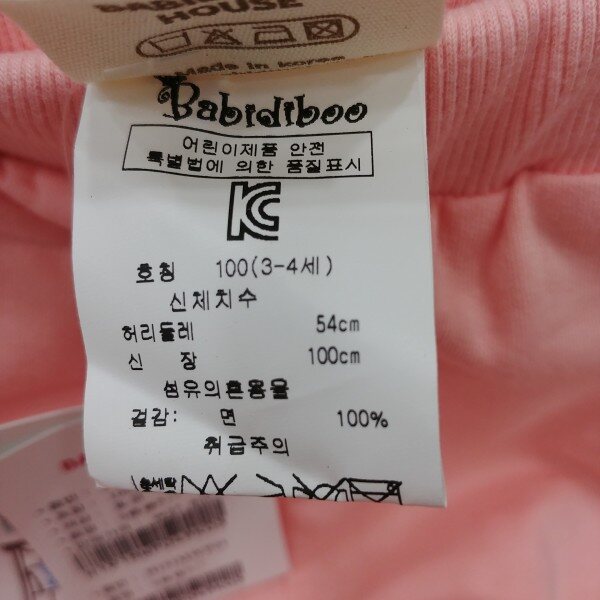 HOUSE
Made in Korea
Babidiboo
어린이제품 안전
특별법에 의한 품질표시
KC
호칭 100(3-4세)
신체치수
허리둘레 54cm
신 장 100cm
섬유의혼용율
겉감: 면 100%
취급주의